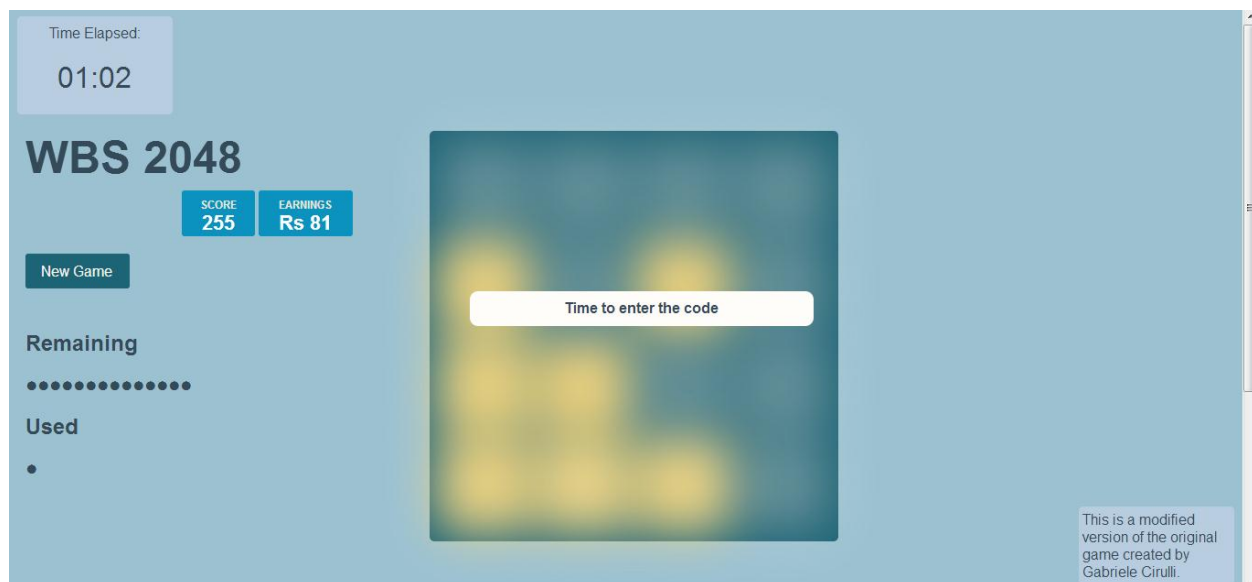 Time Elapsed:
01:02
WBS 2048
SCORE EARNINGS
255 Rs 81
New Game
Time to enter the code
Remaining
Used
This is a modified
version of the original
game created by
Gabriele Cirulli.